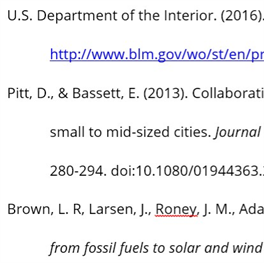 U.S. Department of the Interior. (2016).
http://www.blm.gov/wo/st/en/pr
Pitt, D., & Bassett, E. (2013). Collaborati
small to mid-sized cities. Journal
280-294. doi:10.1080/01944363.
Brown, L. R, Larsen, J., Roney, J. M., Ada
from fossil fuels to solar and wind